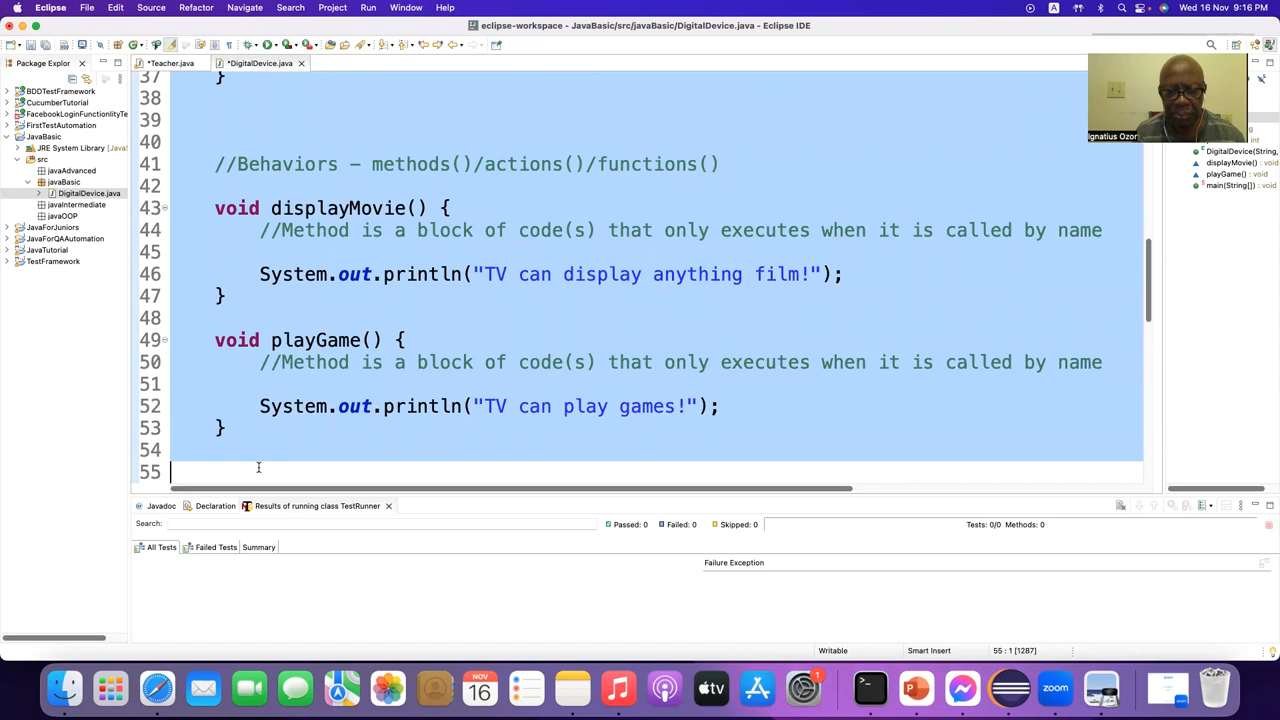 Eclipse File Edit Source Refactor Navigate Search Project Run Window Help
Wed 16 Nov 9:16 PM
eclipse-workspace - JavaBasic/src/javaBasic/DigitalDevice.java - Eclipse IDE
Package Explor
*Teacher.java
*DigitalDevice.java
BDDTestFramework
CucumberTutorial
FacebookLoginFunctionlityTe
FirstTestAutomation
JavaBasic
JRE System Library [Java
src
javaAdvanced
javaBasic
DigitalDevice.java
javaIntermediate
javaOOP
JavaForJuniors
JavaForQAAutomation
JavaTutorial
TestFramework
37 }
38
39
40
41 //Behaviors - methods()/actions()/functions()
42
43 void displayMovie() {
44 //Method is a block of code(s) that only executes when it is called by name
45
46 System.out.println("TV can display anything film!");
47 }
48
49 void playGame() {
50 //Method is a block of code(s) that only executes when it is called by name
51
52 System.out.println("TV can play games!");
53 }
54
55
Ignatius Ozor
DigitalDevice(String,
displayMovie() : void
playGame() : void
main(String[]) : void
Javadoc
Declaration
Results of running class TestRunner
Search:
Passed: 0
Failed: 0
Skipped: 0
Tests: 0/0 Methods: 0
All Tests
Failed Tests
Summary
Failure Exception
Writable
Smart Insert
55 : 1 [1287]
NOV
16
tv
1
zoom